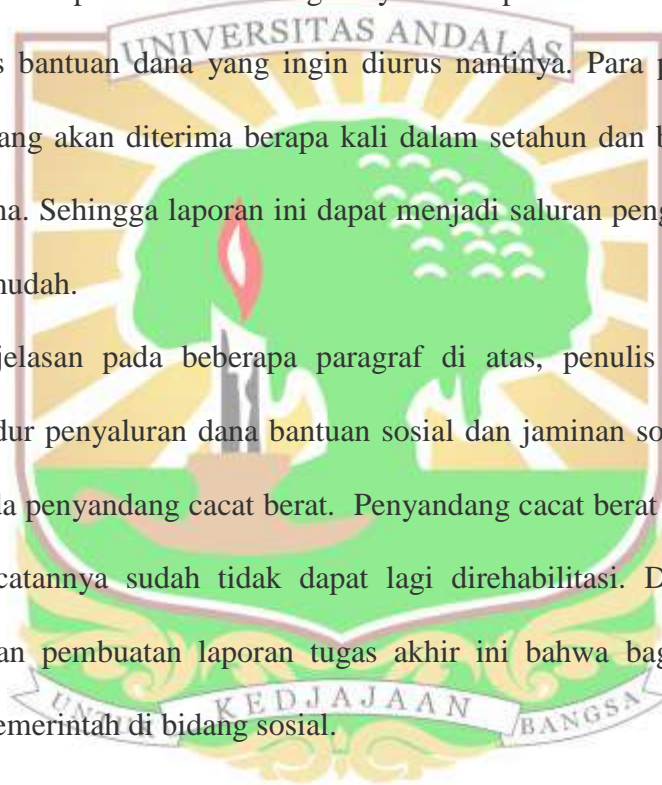 UNIVERSITAS ANDALAS
s bantuan dana yang ingin diurus nantinya. Para p
ang akan diterima berapa kali dalam setahun dan b
na. Sehingga laporan ini dapat menjadi saluran peng
nudah.
jelasan pada beberapa paragraf di atas, penulis
dur penyaluran dana bantuan sosial dan jaminan so
la penyandang cacat berat. Penyandang cacat berat
catannya sudah tidak dapat lagi direhabilitasi. D
an pembuatan laporan tugas akhir ini bahwa bag
UNTUK KEDJAJAAN BANGSA
emerintah di bidang sosial.